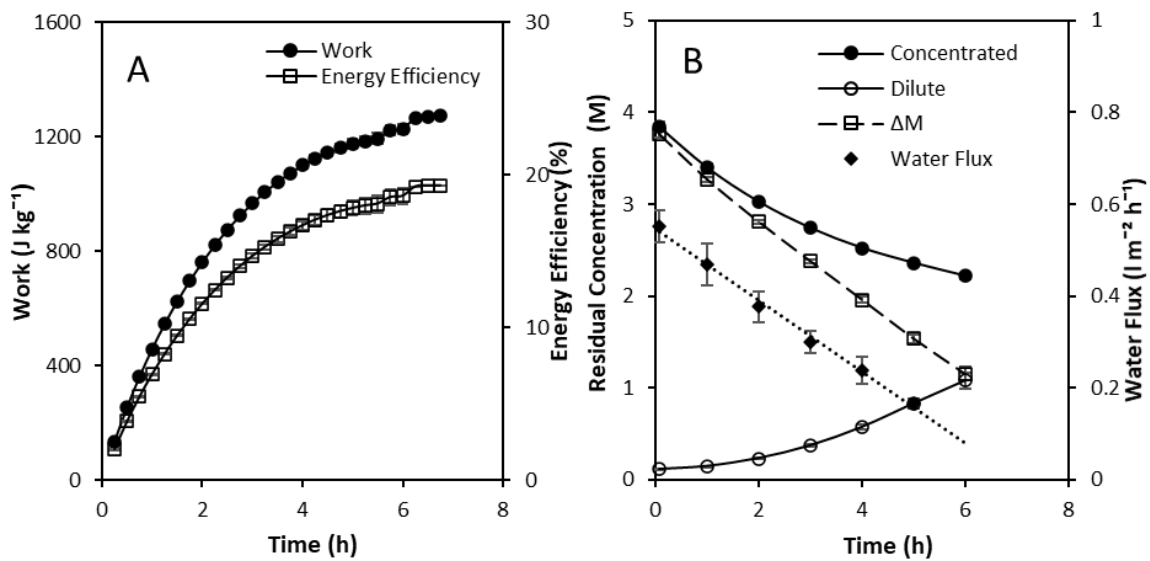 A
Work
Energy Efficiency
Work (J kg⁻¹)
1600
1200
800
400
0
30
20
10
0
Energy Efficiency (%)
0 2 4 6 8
Time (h)
B
Concentrated
Dilute
ΔM
Water Flux
Residual Concentration (M)
5
4
3
2
1
0
1
0.8
0.6
0.4
0.2
0
Water Flux (l m⁻² h⁻¹)
0 2 4 6 8
Time (h)